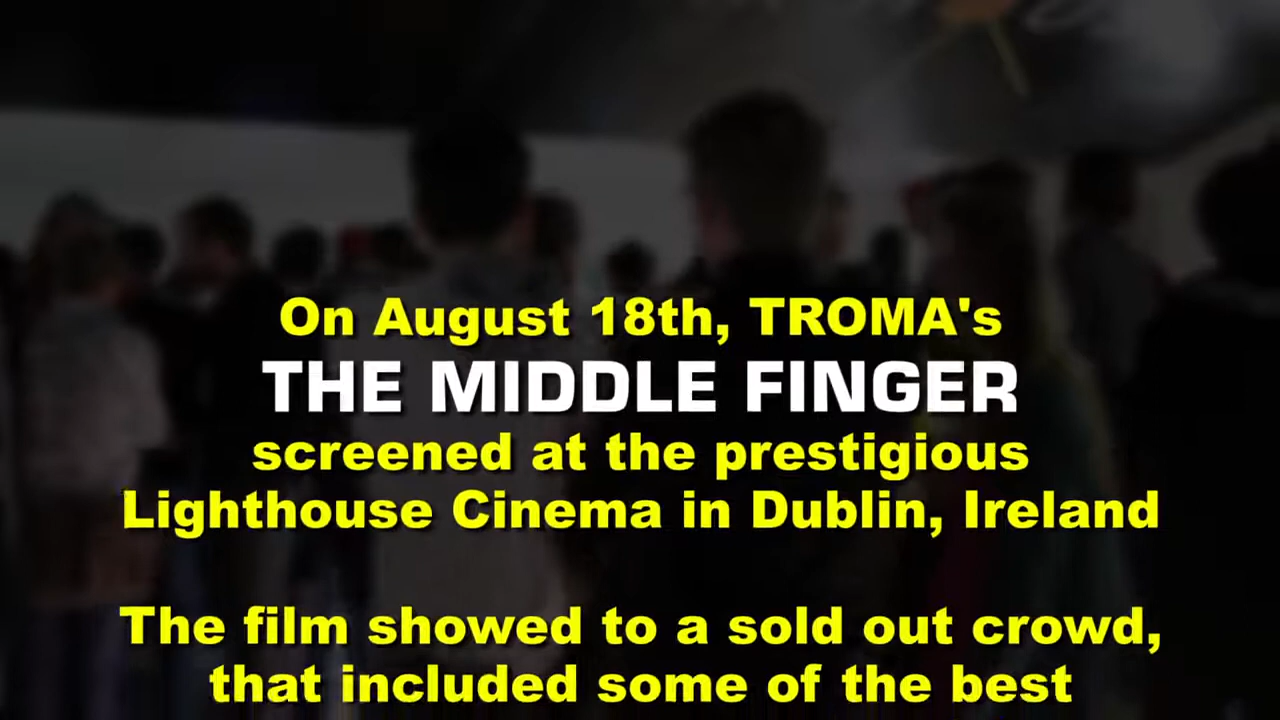 On August 18th, TROMA's
THE MIDDLE FINGER
screened at the prestigious
Lighthouse Cinema in Dublin, Ireland
The film showed to a sold out crowd,
that included some of the best